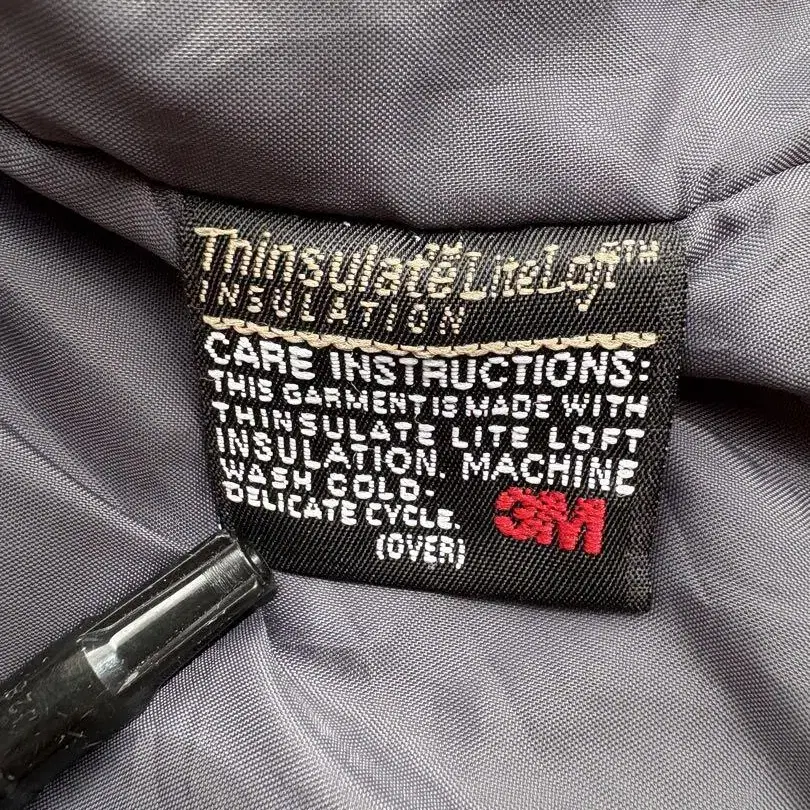 Thinsulate™ LiteLoft™
INSULATION
CARE INSTRUCTIONS:
THIS GARMENT IS MADE WITH
THINSULATE LITE LOFT
INSULATION. MACHINE
WASH COLD-
DELICATE CYCLE.
3M
(OVER)